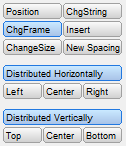 Position ChgString
ChgFrame Insert
ChangeSize New Spacing
Distributed Horizontally
Left Center Right
Distributed Vertically
Top Center Bottom